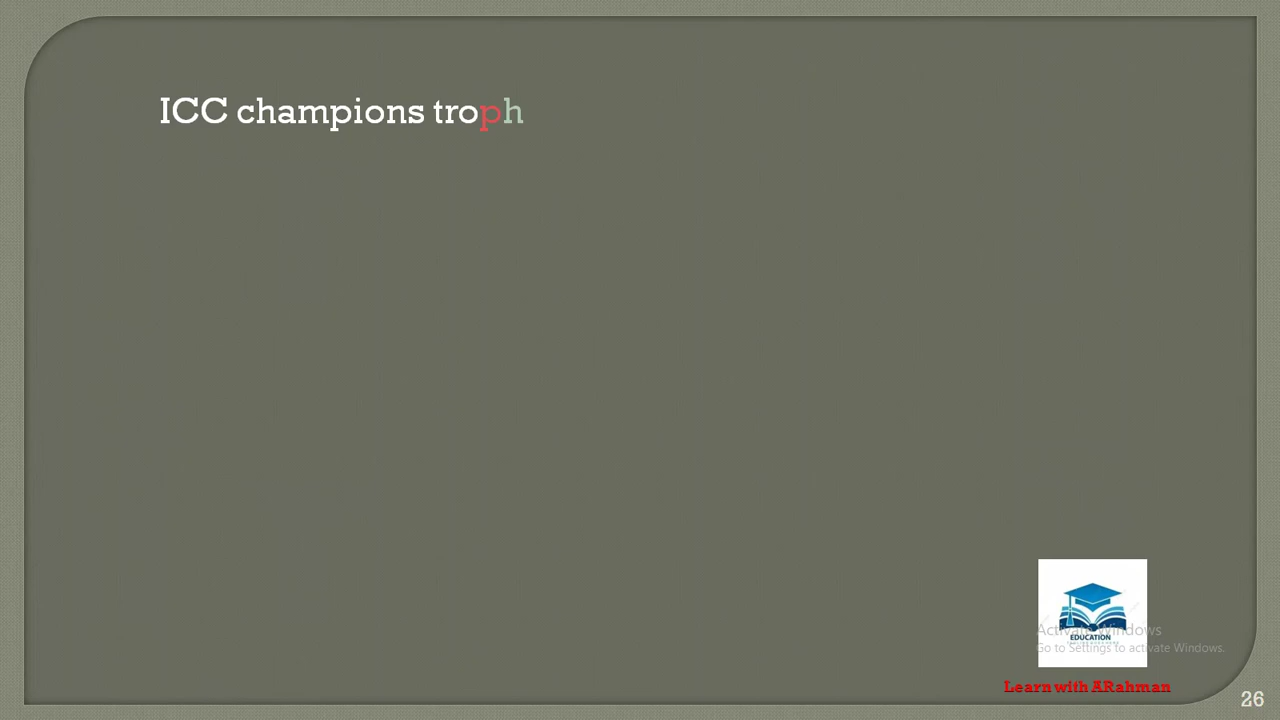 ICC champions troph
EDUCATION
Activate Windows
Go to Settings to activate Windows.
Learn with ARahman
26